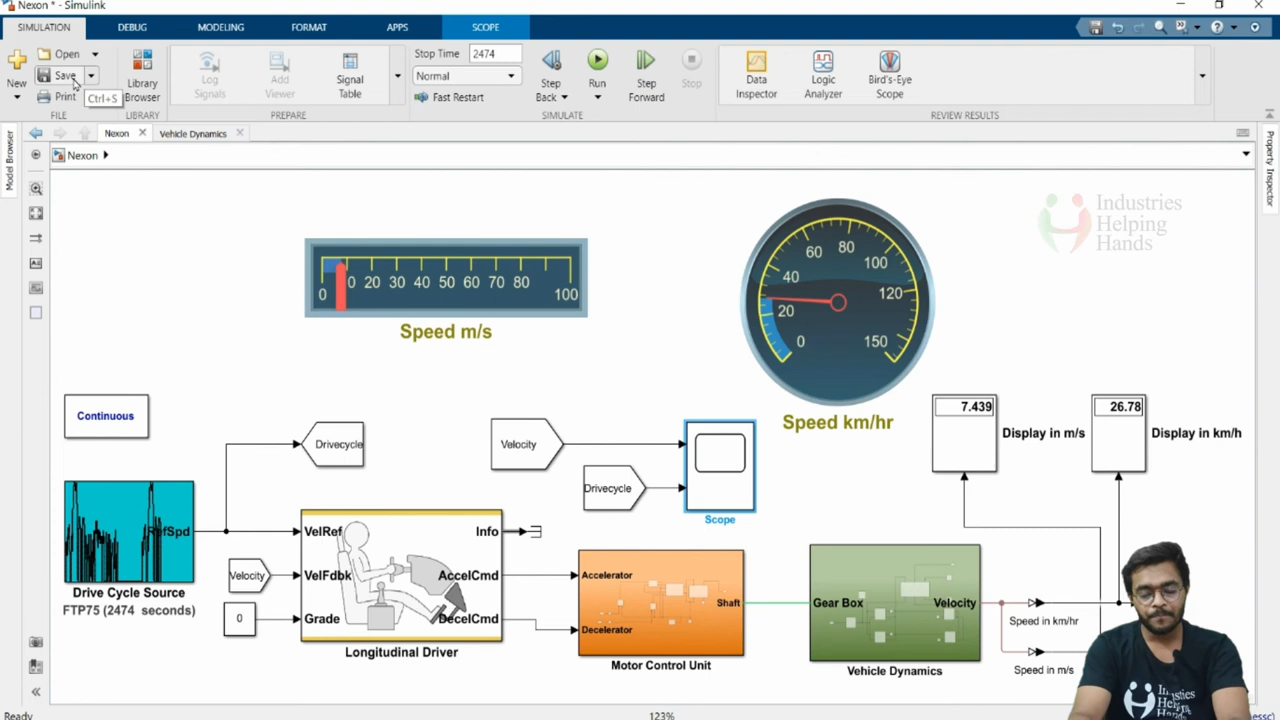 Nexon * - Simulink
SIMULATION
DEBUG
MODELING
FORMAT
APPS
SCOPE
New
Open
Save
Print
Ctrl+S
FILE
Library
Browser
LIBRARY
Log
Signals
Add
Viewer
Signal
Table
PREPARE
Stop Time 2474
Normal
Fast Restart
Step
Back
Run
Step
Forward
Stop
SIMULATE
Data
Inspector
Logic
Analyzer
Bird's-Eye
Scope
REVIEW RESULTS
Model Browser
Nexon
Vehicle Dynamics
Nexon
Property Inspector
Industries
Helping
Hands
0 0 20 30 40 50 60 70 80 100
Speed m/s
0 20 40 60 80 100 120 150
Speed km/hr
Continuous
Drivecycle
Velocity
Drivecycle
Scope
7.439
Display in m/s
26.78
Display in km/h
RefSpd
Drive Cycle Source
FTP75 (2474 seconds)
Velocity
0
VelRef
VelFdbk
Grade
Info
AccelCmd
DecelCmd
Longitudinal Driver
Accelerator
Decelerator
Shaft
Motor Control Unit
Gear Box
Velocity
Vehicle Dynamics
Speed in km/hr
Speed in m/s
Industries
Helping
Ready
123%